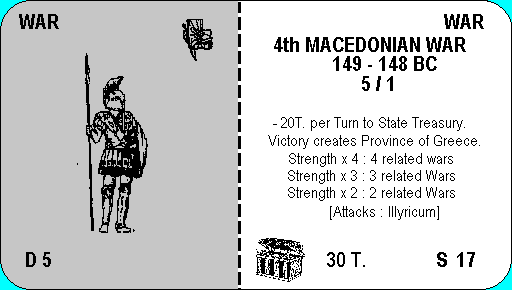 WAR
D 5
WAR
4th MACEDONIAN WAR
149 - 148 BC
5 / 1
- 20T. per Turn to State Treasury.
Victory creates Province of Greece.
Strength x 4 : 4 related wars
Strength x 3 : 3 related Wars
Strength x 2 : 2 related Wars
[Attacks : Illyricum]
30 T.
S 17